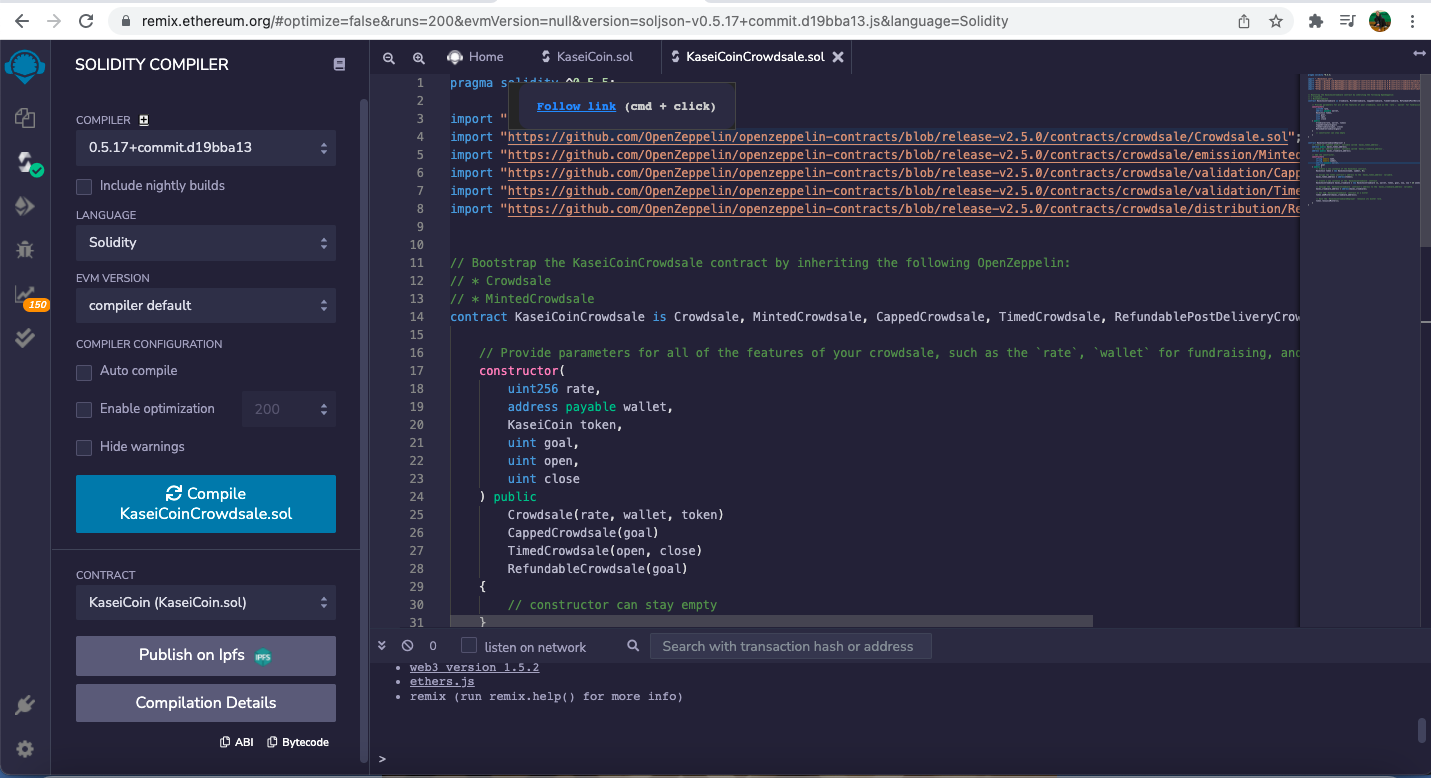 remix.ethereum.org/#optimize=false&runs=200&evmVersion=null&version=soljson-v0.5.17+commit.d19bba13.js&language=Solidity
SOLIDITY COMPILER
COMPILER
0.5.17+commit.d19bba13
Include nightly builds
LANGUAGE
Solidity
EVM VERSION
compiler default
COMPILER CONFIGURATION
Auto compile
Enable optimization
200
Hide warnings
Compile
KaseiCoinCrowdsale.sol
CONTRACT
KaseiCoin (KaseiCoin.sol)
Publish on Ipfs
IPFS
Compilation Details
ABI
Bytecode
150
Home
KaseiCoin.sol
KaseiCoinCrowdsale.sol
1 pragma solidity ^0.5.5;
2
Follow link (cmd + click)
3 import "
4 import "https://github.com/OpenZeppelin/openzeppelin-contracts/blob/release-v2.5.0/contracts/crowdsale/Crowdsale.sol";
5 import "https://github.com/OpenZeppelin/openzeppelin-contracts/blob/release-v2.5.0/contracts/crowdsale/emission/Minted
6 import "https://github.com/OpenZeppelin/openzeppelin-contracts/blob/release-v2.5.0/contracts/crowdsale/validation/Capp
7 import "https://github.com/OpenZeppelin/openzeppelin-contracts/blob/release-v2.5.0/contracts/crowdsale/validation/Time
8 import "https://github.com/OpenZeppelin/openzeppelin-contracts/blob/release-v2.5.0/contracts/crowdsale/distribution/Re
9
10
11 // Bootstrap the KaseiCoinCrowdsale contract by inheriting the following OpenZeppelin:
12 // * Crowdsale
13 // * MintedCrowdsale
14 contract KaseiCoinCrowdsale is Crowdsale, MintedCrowdsale, CappedCrowdsale, TimedCrowdsale, RefundablePostDeliveryCrow
15
16 // Provide parameters for all of the features of your crowdsale, such as the `rate`, `wallet` for fundraising, and
17 constructor(
18 uint256 rate,
19 address payable wallet,
20 KaseiCoin token,
21 uint goal,
22 uint open,
23 uint close
24 ) public
25 Crowdsale(rate, wallet, token)
26 CappedCrowdsale(goal)
27 TimedCrowdsale(open, close)
28 RefundableCrowdsale(goal)
29 {
30 // constructor can stay empty
31 }
0
listen on network
Search with transaction hash or address
• web3 version 1.5.2
• ethers.js
• remix (run remix.help() for more info)
>